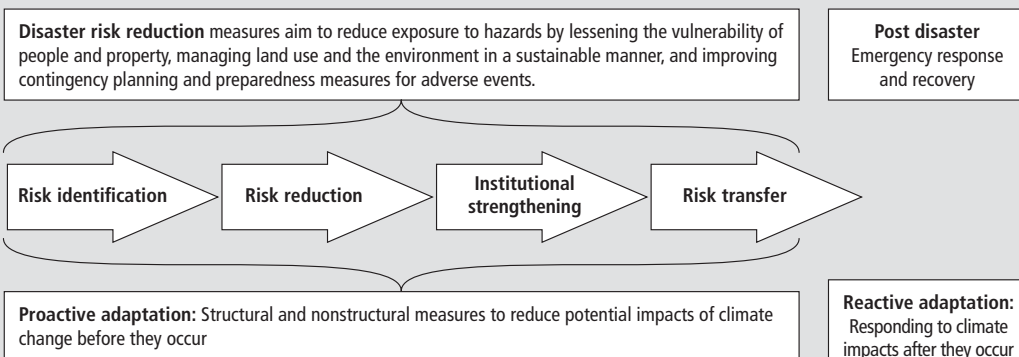 Disaster risk reduction measures aim to reduce exposure to hazards by lessening the vulnerability of
people and property, managing land use and the environment in a sustainable manner, and improving
contingency planning and preparedness measures for adverse events.
Post disaster
Emergency response
and recovery
Risk identification
Risk reduction
Institutional
strengthening
Risk transfer
Proactive adaptation: Structural and nonstructural measures to reduce potential impacts of climate
change before they occur
Reactive adaptation:
Responding to climate
impacts after they occur